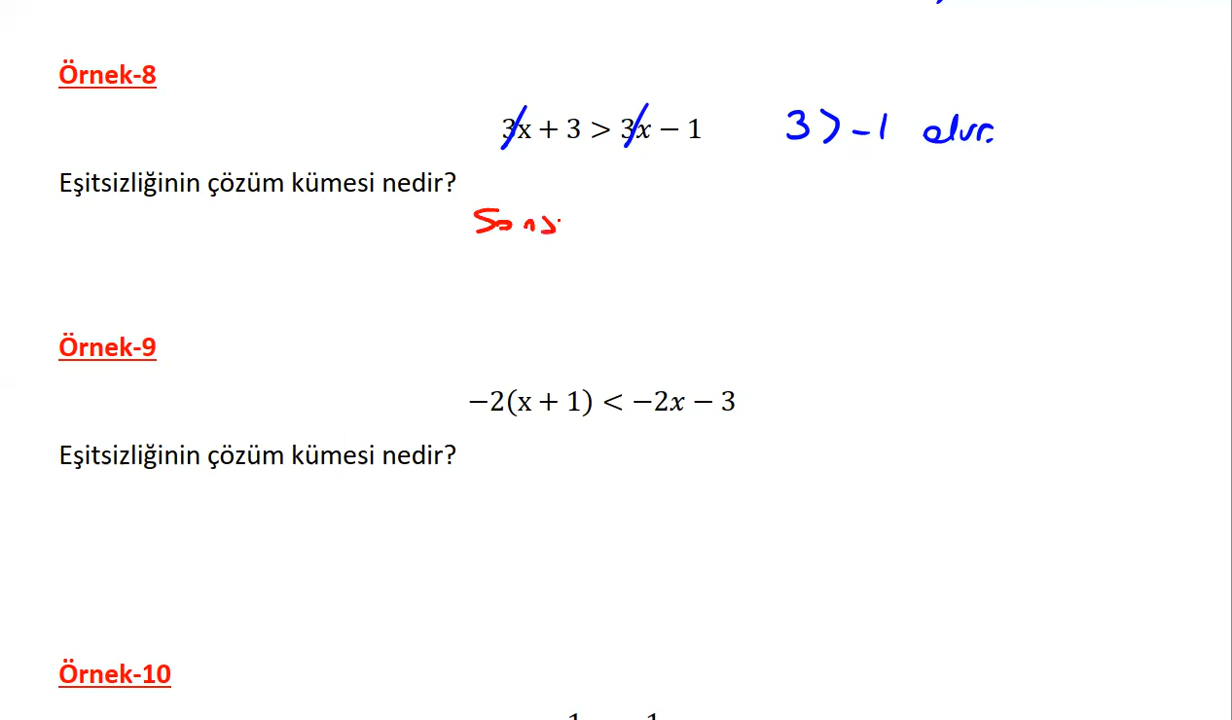 Örnek-8
3x + 3 > 3x − 1 3 > -1 olur.
Eşitsizliğinin çözüm kümesi nedir?
Sons
Örnek-9
−2(x + 1) < −2x − 3
Eşitsizliğinin çözüm kümesi nedir?
Örnek-10